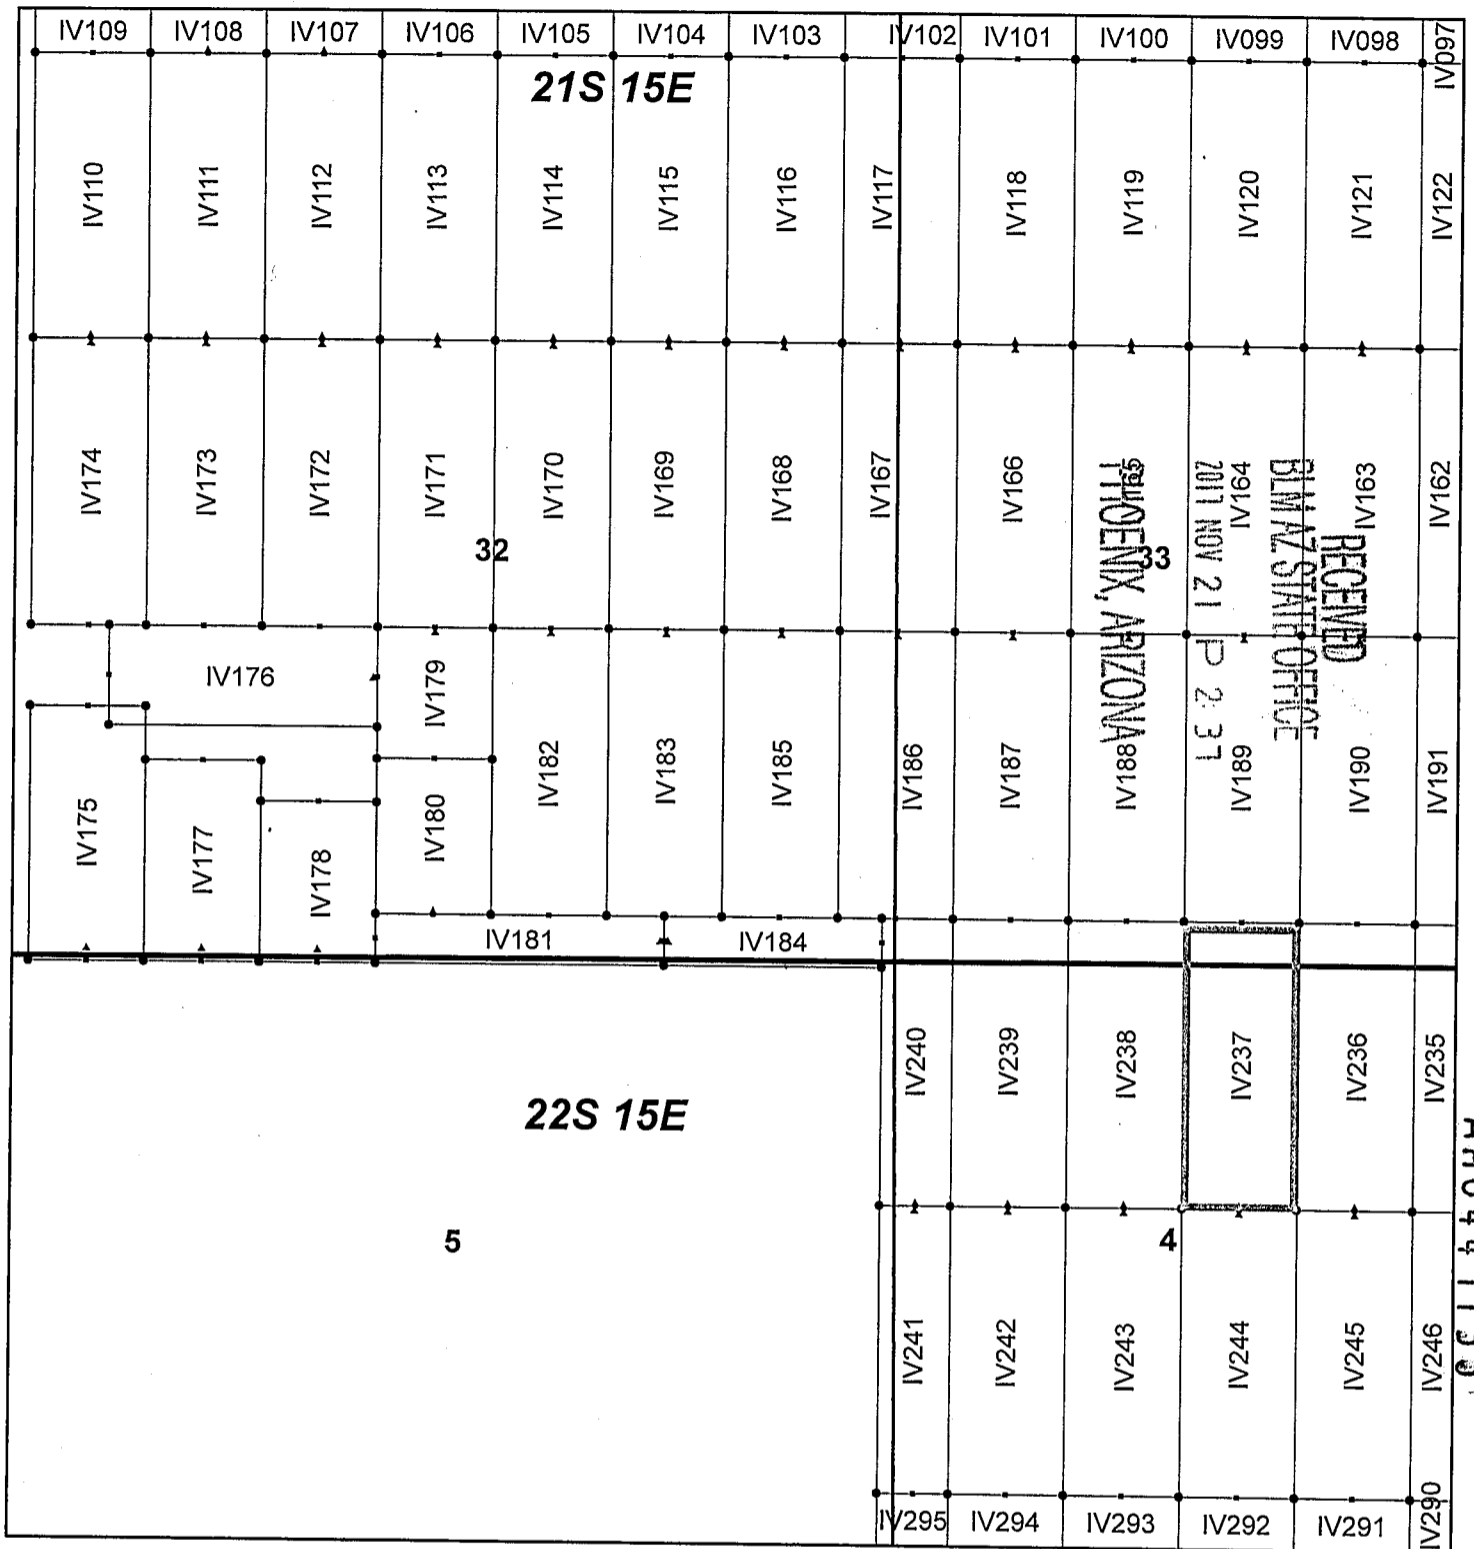 IV109 IV108 IV107 IV106 IV105 IV104 IV103 IV102 IV101 IV100 IV099 IV098 IV097
21S 15E
IV110 IV111 IV112 IV113 IV114 IV115 IV116 IV117 IV118 IV119 IV120 IV121 IV122
IV174 IV173 IV172 IV171 IV170 IV169 IV168 IV167 IV166 IV164 IV163 IV162
32
33
RECEIVED
BLM AZ STATE OFFICE
2011 NOV 21 P 2:37
PHOENIX, ARIZONA
IV176 IV179
IV175 IV177 IV178 IV180 IV182 IV183 IV185 IV186 IV187 IV188 IV189 IV190 IV191
IV181 IV184
IV240 IV239 IV238 IV237 IV236 IV235
22S 15E
5
4
IV241 IV242 IV243 IV244 IV245 IV246
IV295 IV294 IV293 IV292 IV291 IV290